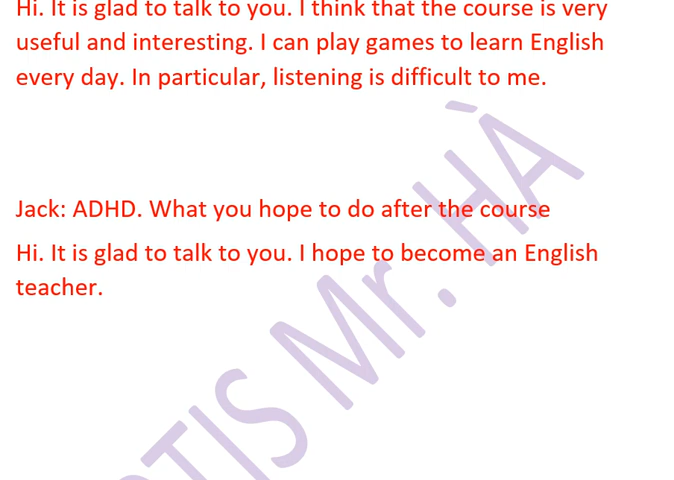 Hi. It is glad to talk to you. I think that the course is very
useful and interesting. I can play games to learn English
every day. In particular, listening is difficult to me.
Jack: ADHD. What you hope to do after the course
Hi. It is glad to talk to you. I hope to become an English
teacher.
TIS Mr. HÀ